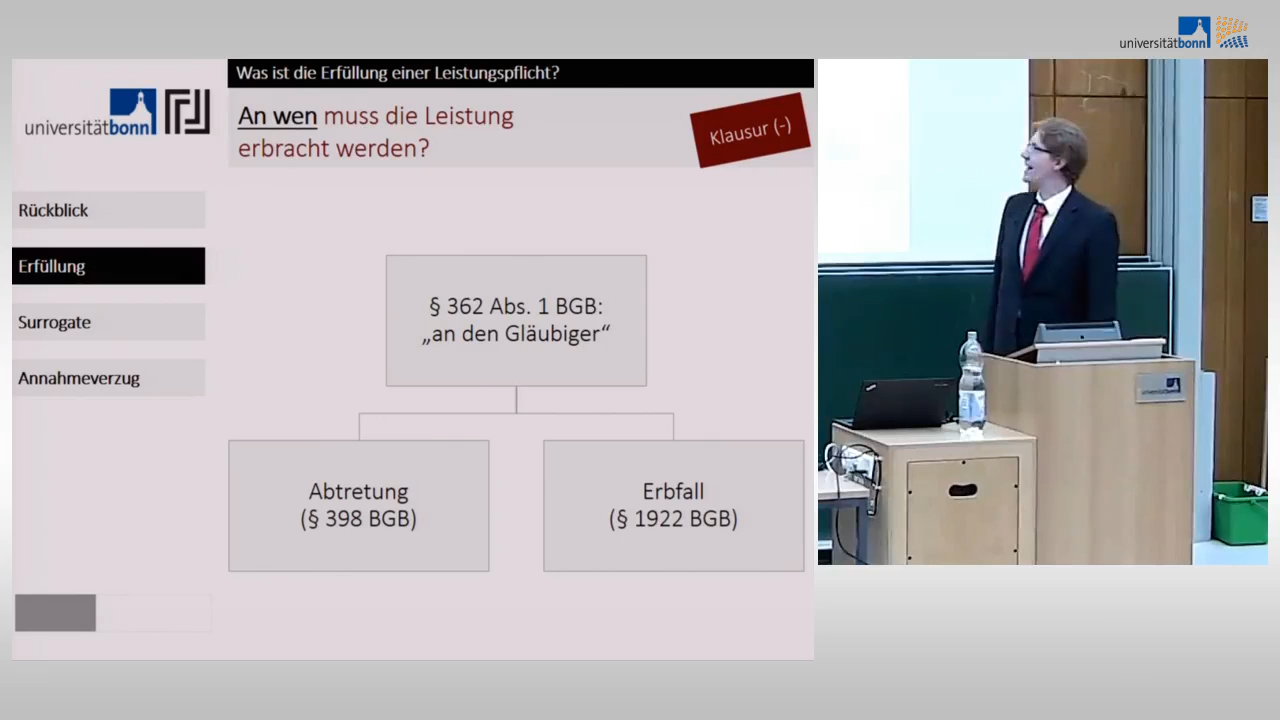 universitätbonn
universitätbonn
Was ist die Erfüllung einer Leistungspflicht?
An wen muss die Leistung
erbracht werden?
Klausur (-)
Rückblick
Erfüllung
Surrogate
Annahmeverzug
§ 362 Abs. 1 BGB:
„an den Gläubiger“
Abtretung
(§ 398 BGB)
Erbfall
(§ 1922 BGB)
universitätbonn